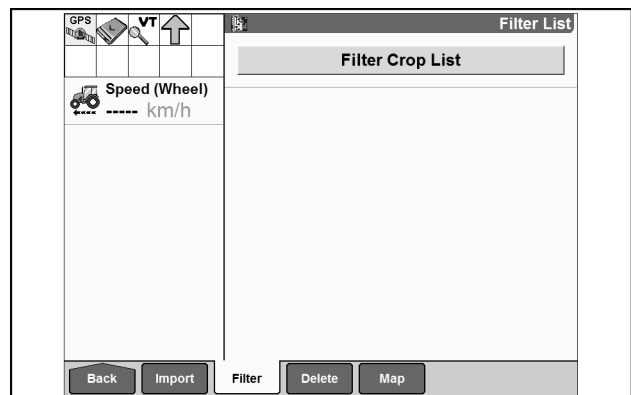 GPS VT Filter List
Filter Crop List
Speed (Wheel)
----- km/h
Back Import Filter Delete Map